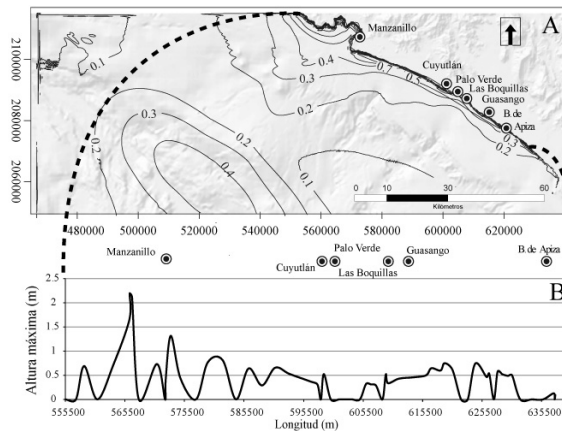 A
Manzanillo
Cuyutlán
Palo Verde
Las Boquillas
Guasango
B. de
Apiza
0.1
0.2
0.3
0.4
0.3
0.2
0.4
0.3
0.2
0.1
0.7
0.5
0.3
0.2
2100000
2080000
2060000
0 10 20 30 60
Kilómetros
480000 500000 520000 540000 560000 580000 600000 620000
Manzanillo
Cuyutlán
Palo Verde
Las Boquillas
Guasango
B. de Apiza
B
Altura máxima (m)
2.5
2
1.5
1
0.5
0
555500 565500 575500 585500 595500 605500 615500 625500 635500
Longitud (m)